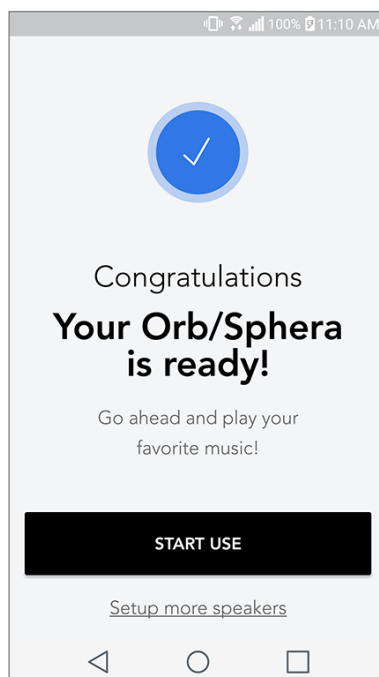 100% 11:10 AM
Congratulations
Your Orb/Sphera
is ready!
Go ahead and play your
favorite music!
START USE
Setup more speakers